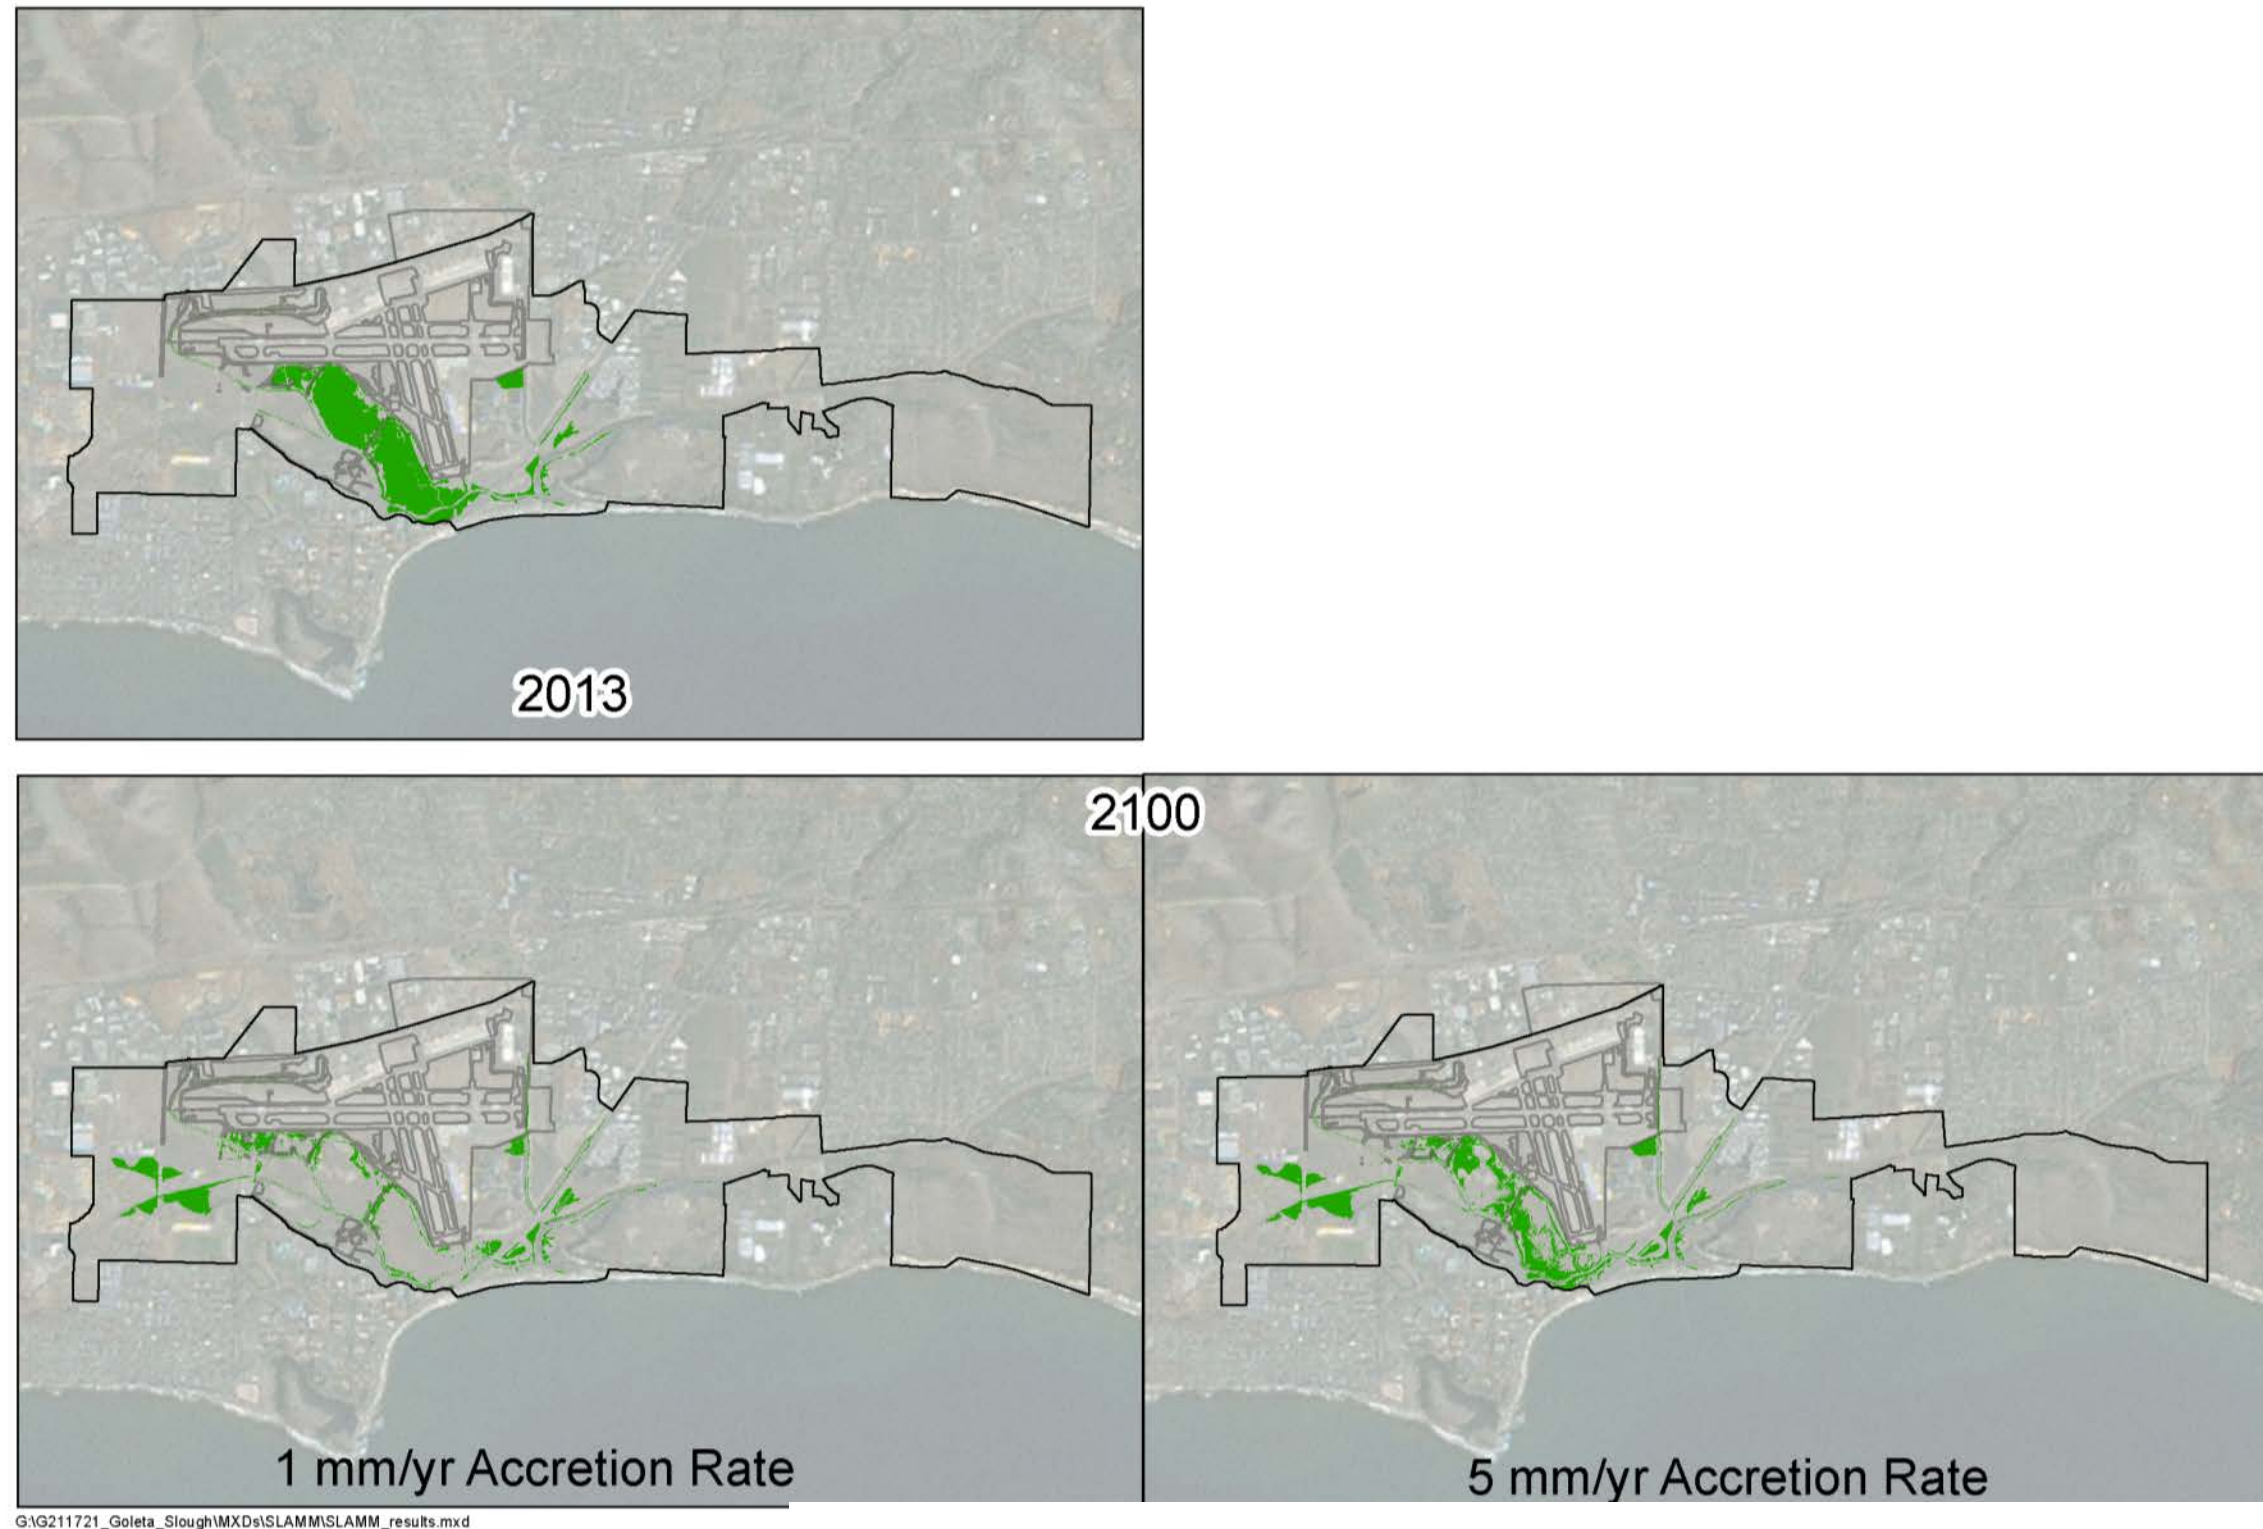 2013
2100
1 mm/yr Accretion Rate
5 mm/yr Accretion Rate
G:\G211721_Goleta_Slough\MXDs\SLAMM\SLAMM_results.mxd